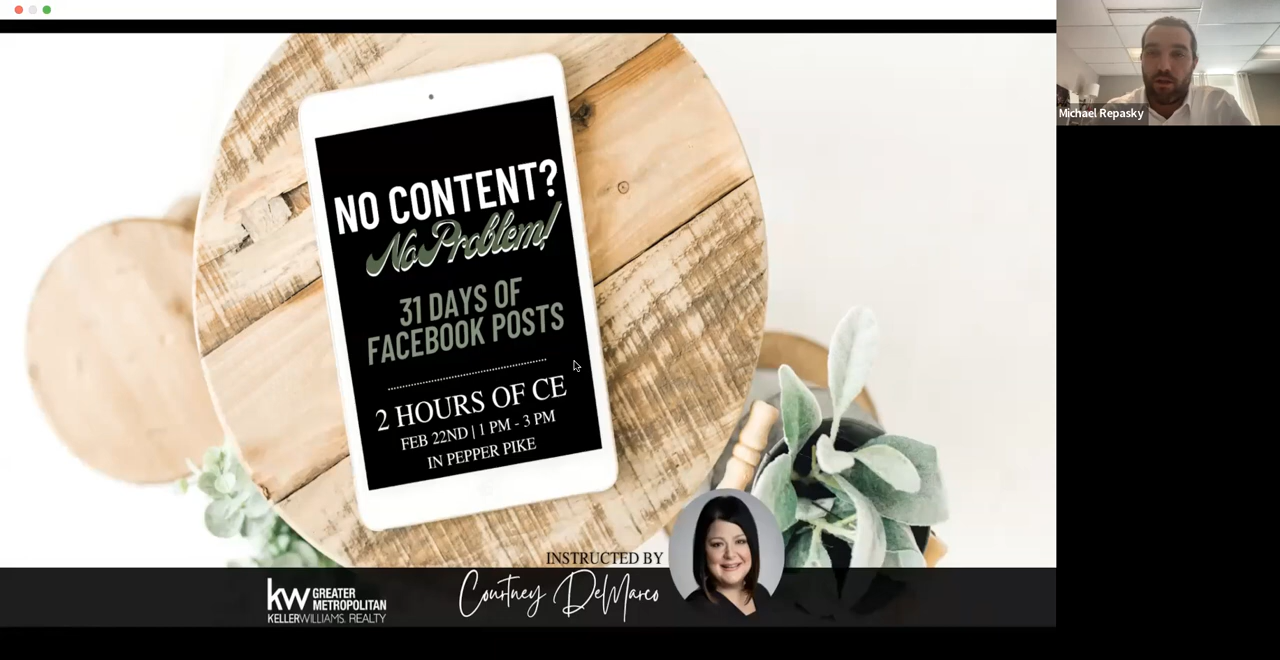 NO CONTENT?
No Problem!
31 DAYS OF
FACEBOOK POSTS
2 HOURS OF CE
FEB 22ND | 1 PM - 3 PM
IN PEPPER PIKE
INSTRUCTED BY
Courtney DeMarco
kw GREATER
METROPOLITAN
KELLERWILLIAMS. REALTY
Michael Repasky